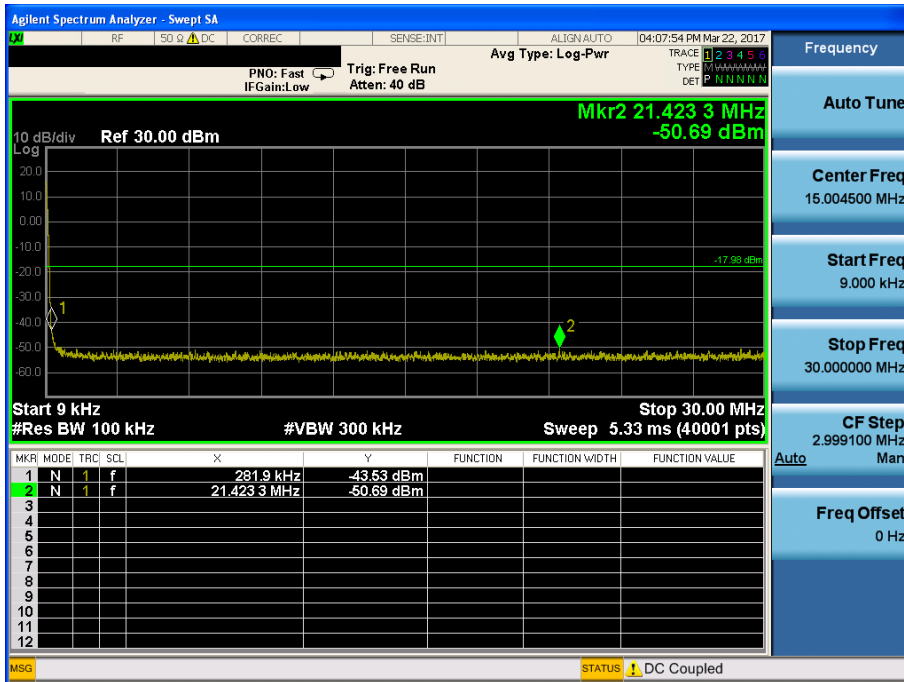 Agilent Spectrum Analyzer - Swept SA
LXI RF 50 Ω DC CORREC SENSE:INT ALIGN AUTO 04:07:54 PM Mar 22, 2017
Avg Type: Log-Pwr TRACE 1 2 3 4 5 6
PNO: Fast Trig: Free Run TYPE M WWWWW
IFGain:Low Atten: 40 dB DET P N N N N N
Mkr2 21.423 3 MHz
-50.69 dBm
10 dB/div Ref 30.00 dBm
Log
20.0
10.0
0.00
-10.0
-17.98 dBm
-20.0
-30.0
1
-40.0
2
-50.0
-60.0
Start 9 kHz Stop 30.00 MHz
#Res BW 100 kHz #VBW 300 kHz Sweep 5.33 ms (40001 pts)
MKR MODE TRC SCL X Y FUNCTION FUNCTION WIDTH FUNCTION VALUE
1 N 1 f 281.9 kHz -43.53 dBm
2 N 1 f 21.423 3 MHz -50.69 dBm
3
4
5
6
7
8
9
10
11
12
MSG STATUS DC Coupled
Frequency
Auto Tune
Center Freq
15.004500 MHz
Start Freq
9.000 kHz
Stop Freq
30.000000 MHz
CF Step
2.999100 MHz
Auto Man
Freq Offset
0 Hz